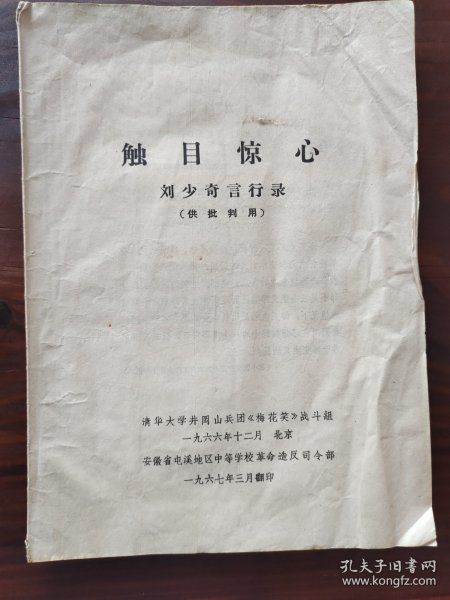 触目惊心
刘少奇言行录
(供批判用)
清华大学井岡山兵团《梅花笑》战斗組
一九六六年十二月 北京
安徽省屯溪地区中等学校革命造反司令部
一九六七年三月翻印
孔夫子旧书网
www.kongfz.com